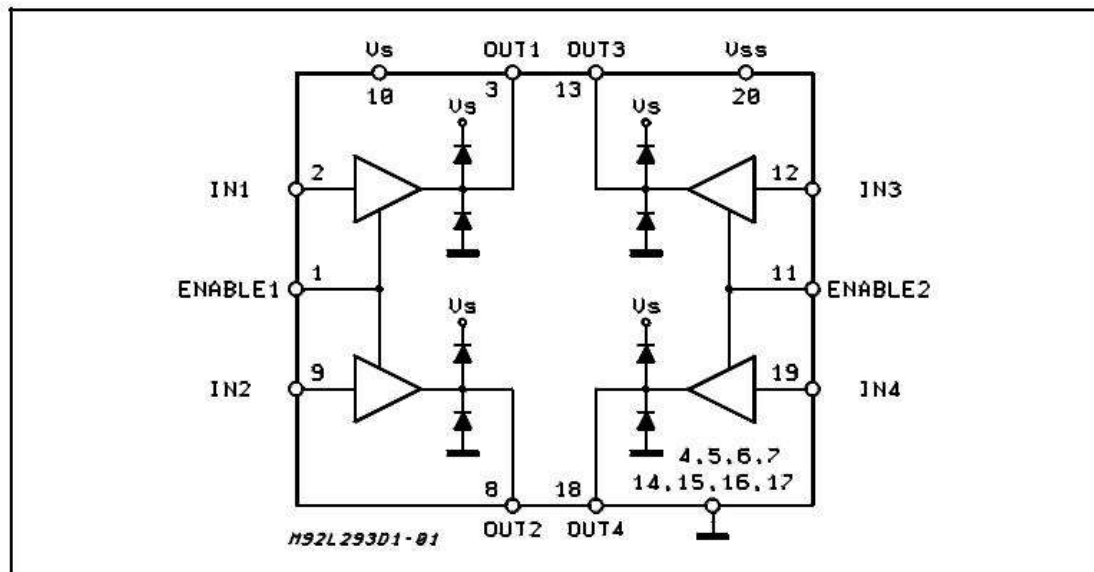 Vs OUT1 OUT3 Vss
10 3 13 20
Vs Vs
IN1 2 12 IN3
ENABLE1 1 11 ENABLE2
Vs Vs
IN2 9 19 IN4
4,5,6,7
8 18 14,15,16,17
OUT2 OUT4
M92L293D1-01